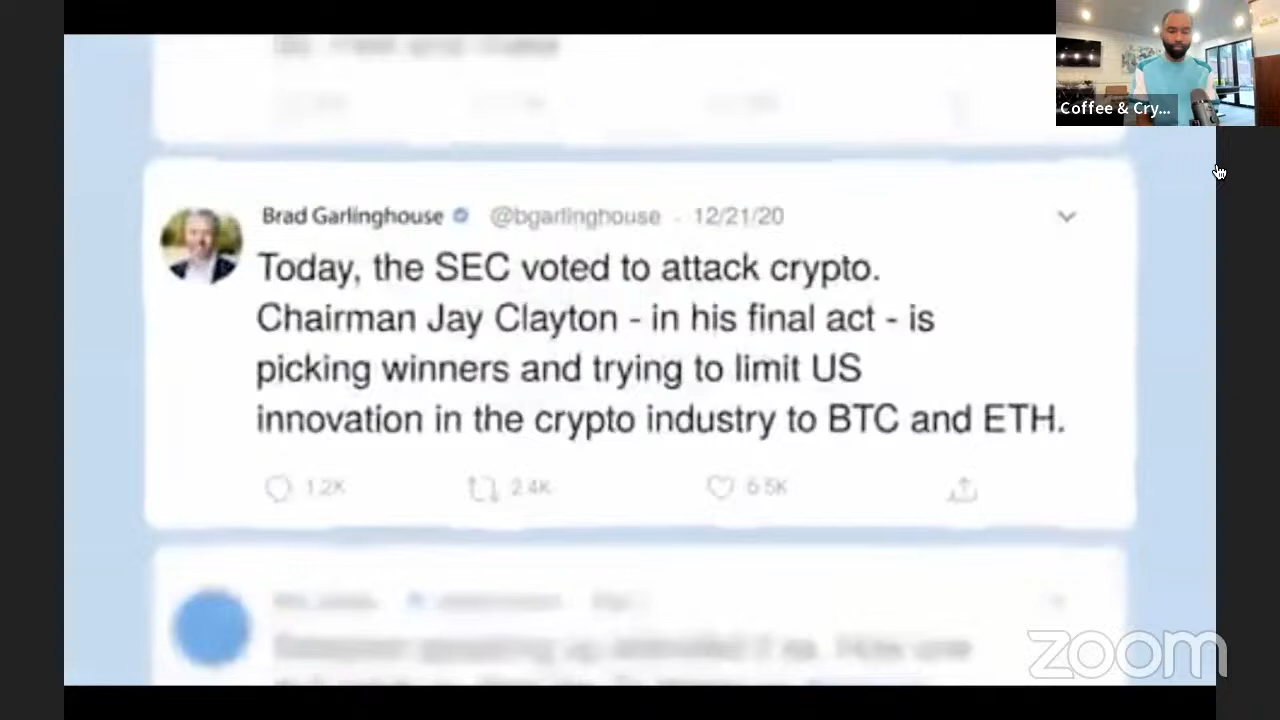 Coffee & Cry...
Brad Garlinghouse @bgarlinghouse - 12/21/20
Today, the SEC voted to attack crypto.
Chairman Jay Clayton - in his final act - is
picking winners and trying to limit US
innovation in the crypto industry to BTC and ETH.
1.2K 2.4K 6.5K
zoom